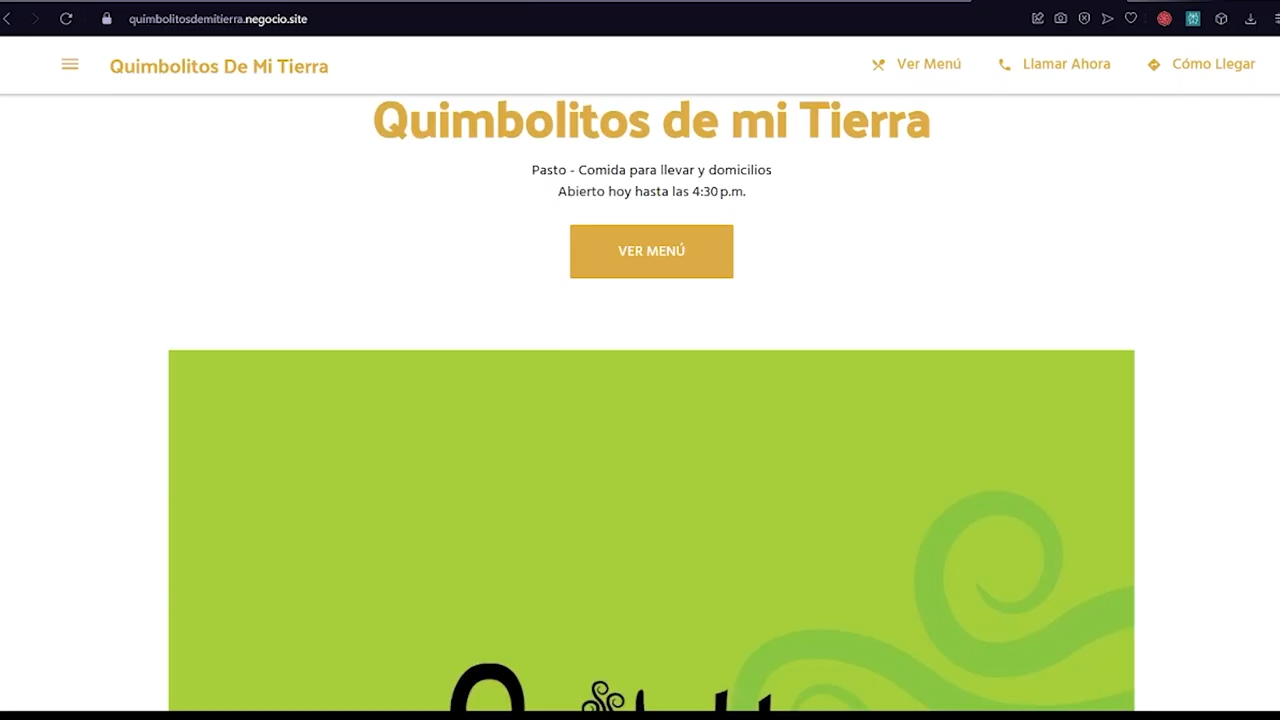 quimbolitosdemitierra.negocio.site
Quimbolitos De Mi Tierra
Ver Menú
Llamar Ahora
Cómo Llegar
Quimbolitos de mi Tierra
Pasto - Comida para llevar y domicilios
Abierto hoy hasta las 4:30 p.m.
VER MENÚ